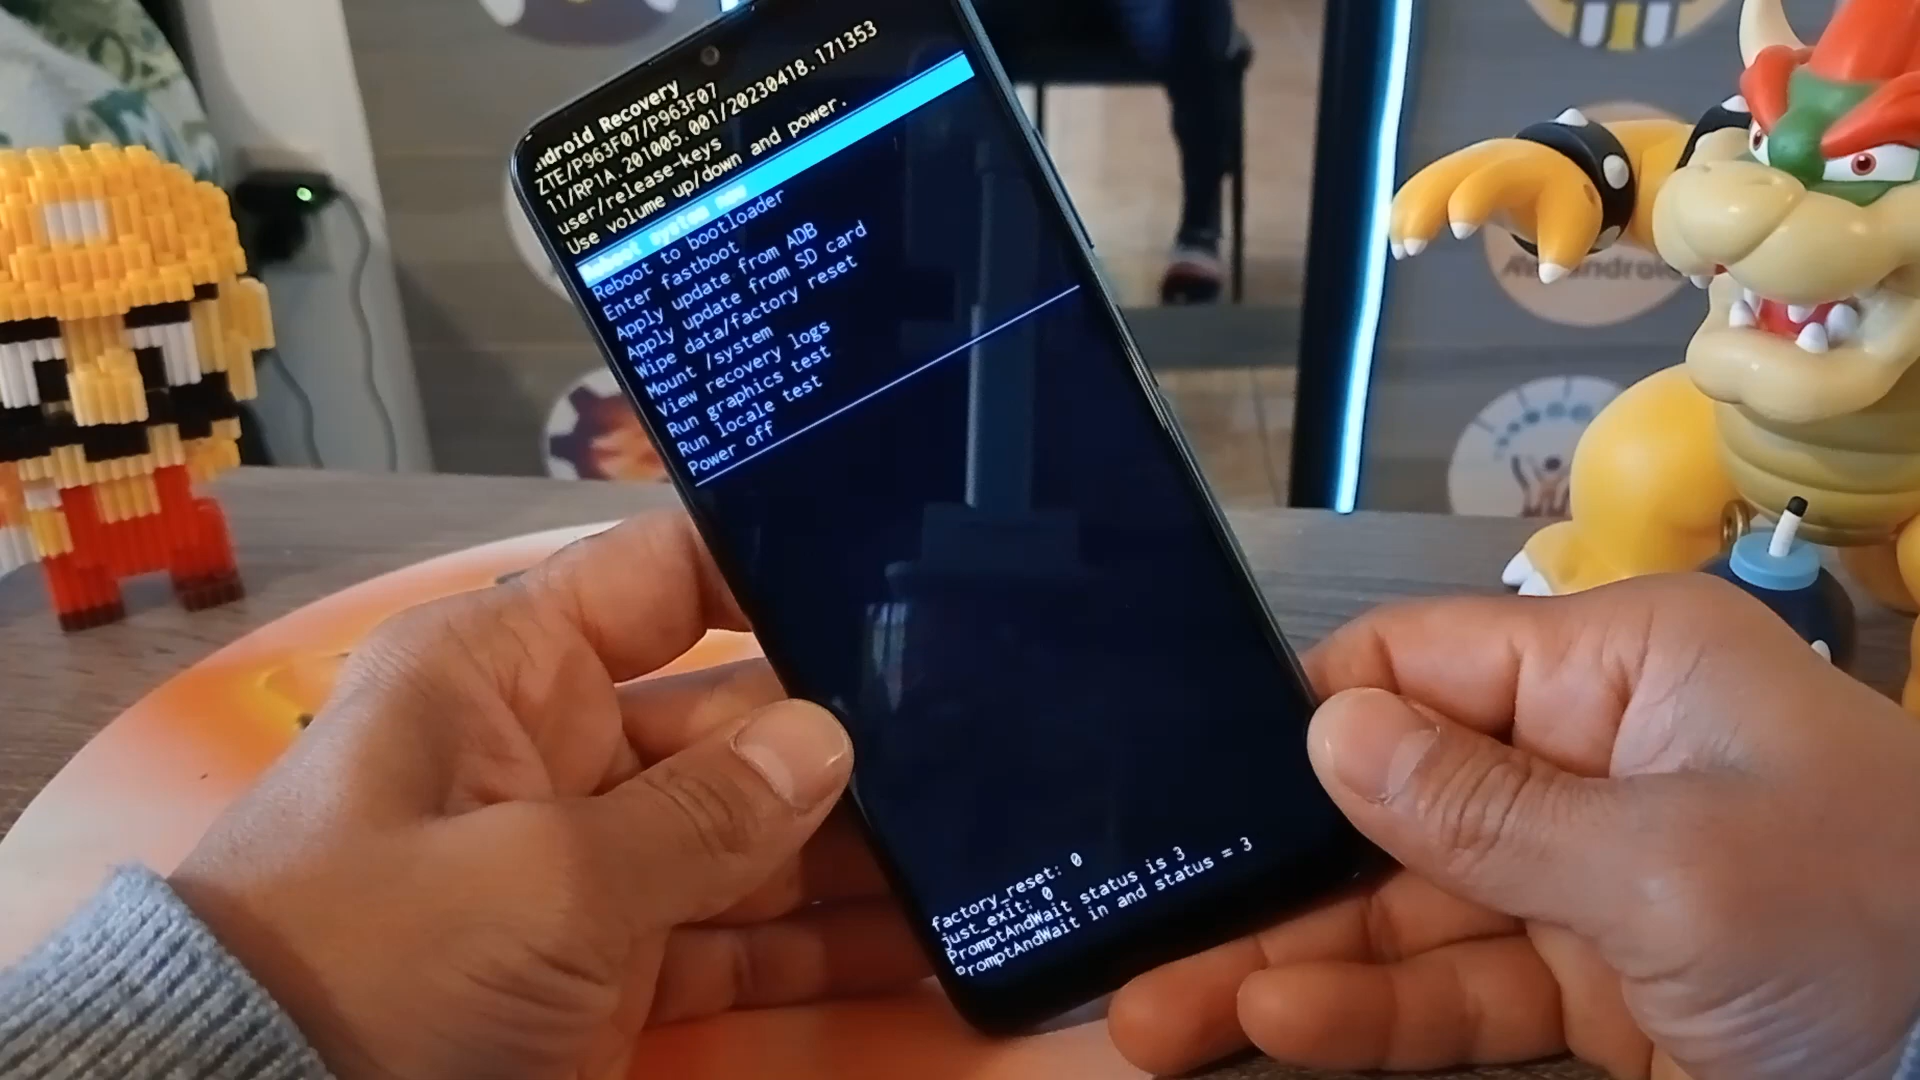 Android Recovery
ZTE/P963F07/P963F07
11/RP1A.201005.001/20230418.171353
user/release-keys
Use volume up/down and power.
Reboot system now
Reboot to bootloader
Enter fastboot
Apply update from ADB
Apply update from SD card
Wipe data/factory reset
Mount /system
View recovery logs
Run graphics test
Run locale test
Power off
factory_reset: 0
just_exit: 0
PromptAndWait status is 3
PromptAndWait in and status = 3